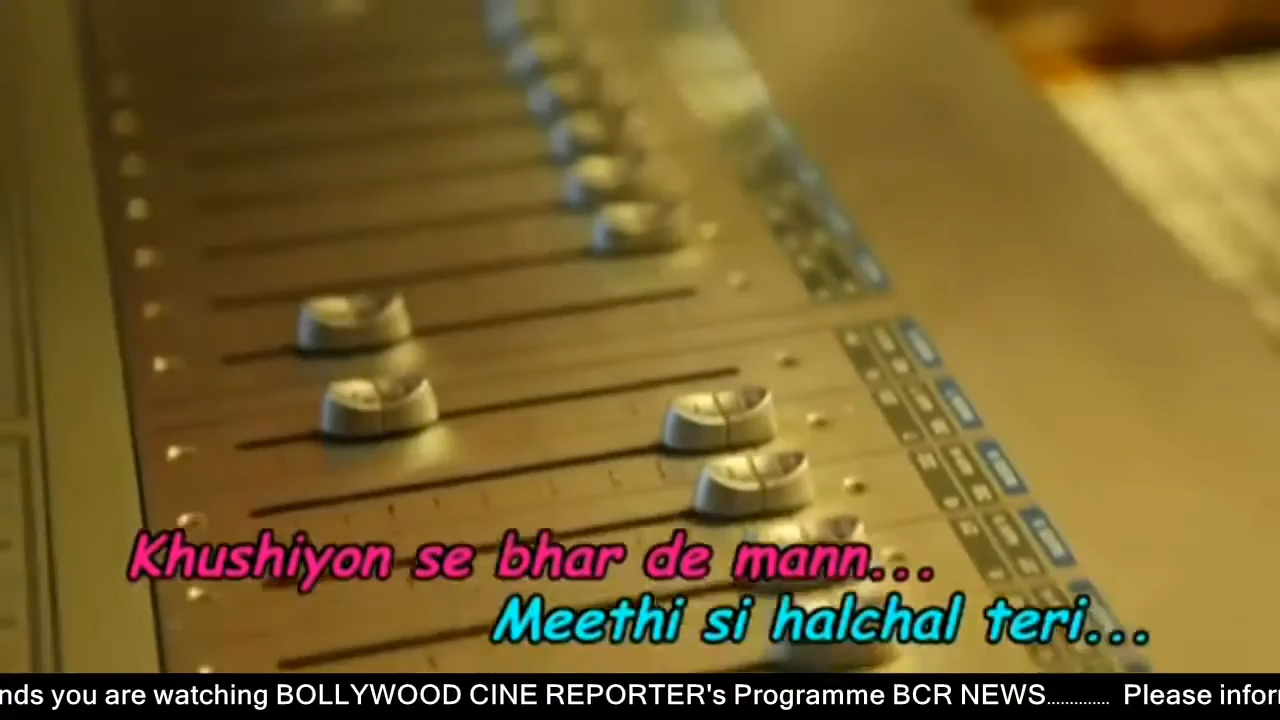 Khushiyon se bhar de mann...
Meethi si halchal teri...
nds you are watching BOLLYWOOD CINE REPORTER's Programme BCR NEWS.............. Please infor